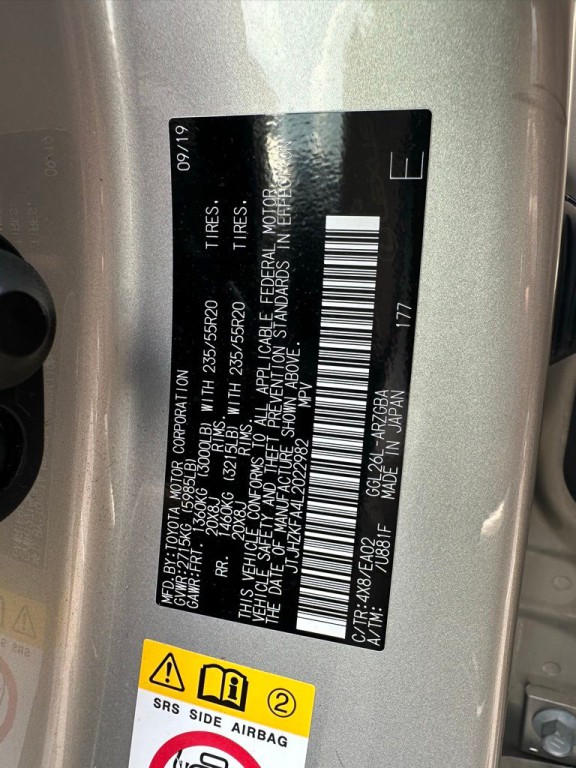 MFD.BY:TOYOTA MOTOR CORPORATION 09/19
GVWR:2715KG (5985LB)
GAWR:FRT. 1360KG (3000LB) WITH 235/55R20 TIRES.
20X8J RIMS.
RR. 1460KG (3215LB) WITH 235/55R20 TIRES.
20X8J RIMS.
THIS VEHICLE CONFORMS TO ALL APPLICABLE FEDERAL MOTOR
VEHICLE SAFETY AND THEFT PREVENTION STANDARDS IN EFFECT ON
THE DATE OF MANUFACTURE SHOWN ABOVE.
JTJHZKFA4L2022982 MPV
C/TR:4X8/EA02 GGL26L-ARZGBA 177 E
A/TM: /U881F MADE IN JAPAN
2
SRS SIDE AIRBAG